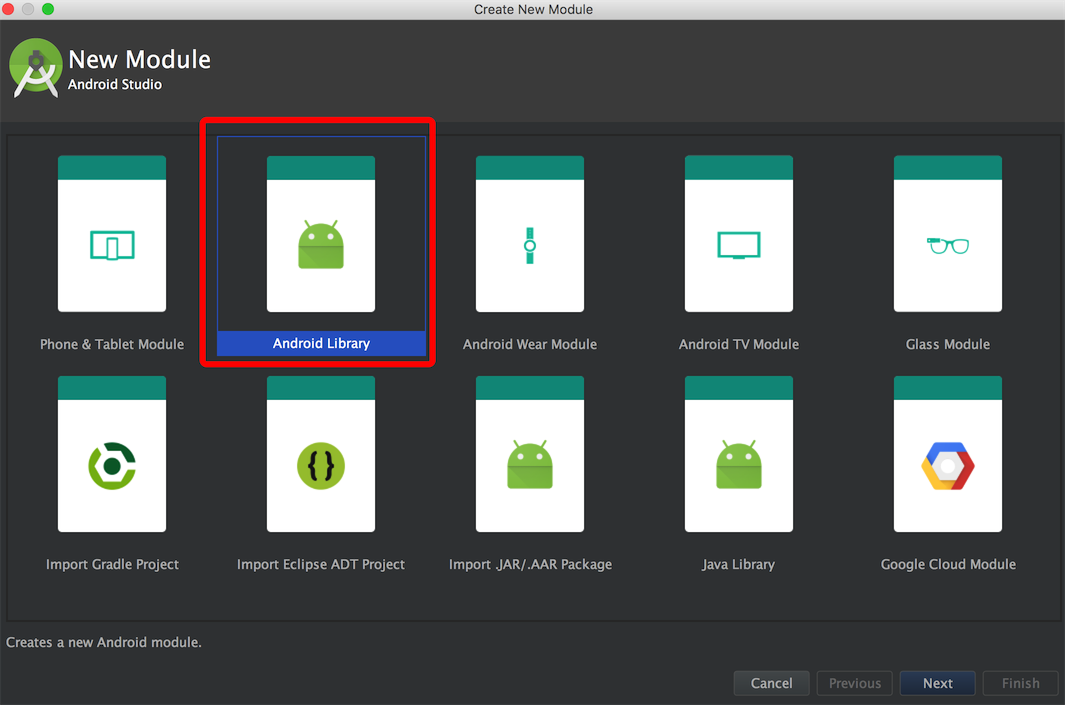 Create New Module
New Module
Android Studio
Phone & Tablet Module
Android Library
Android Wear Module
Android TV Module
Glass Module
{}
Import Gradle Project
Import Eclipse ADT Project
Import .JAR/.AAR Package
Java Library
Google Cloud Module
Creates a new Android module.
Cancel
Previous
Next
Finish